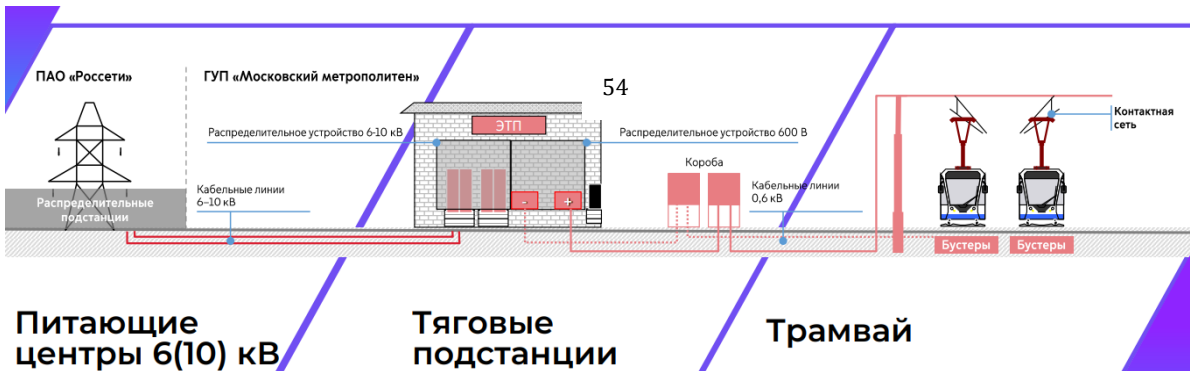 ПАО «Россети»
ГУП «Московский метрополитен»
54
Распределительное устройство 6-10 кВ
ЭТП
Распределительное устройство 600 В
Контактная
сеть
Короба
Распределительные
подстанции
Кабельные линии
6–10 кВ
-
+
Кабельные линии
0,6 кВ
Бустеры
Бустеры
Питающие
центры 6(10) кВ
Тяговые
подстанции
Трамвай